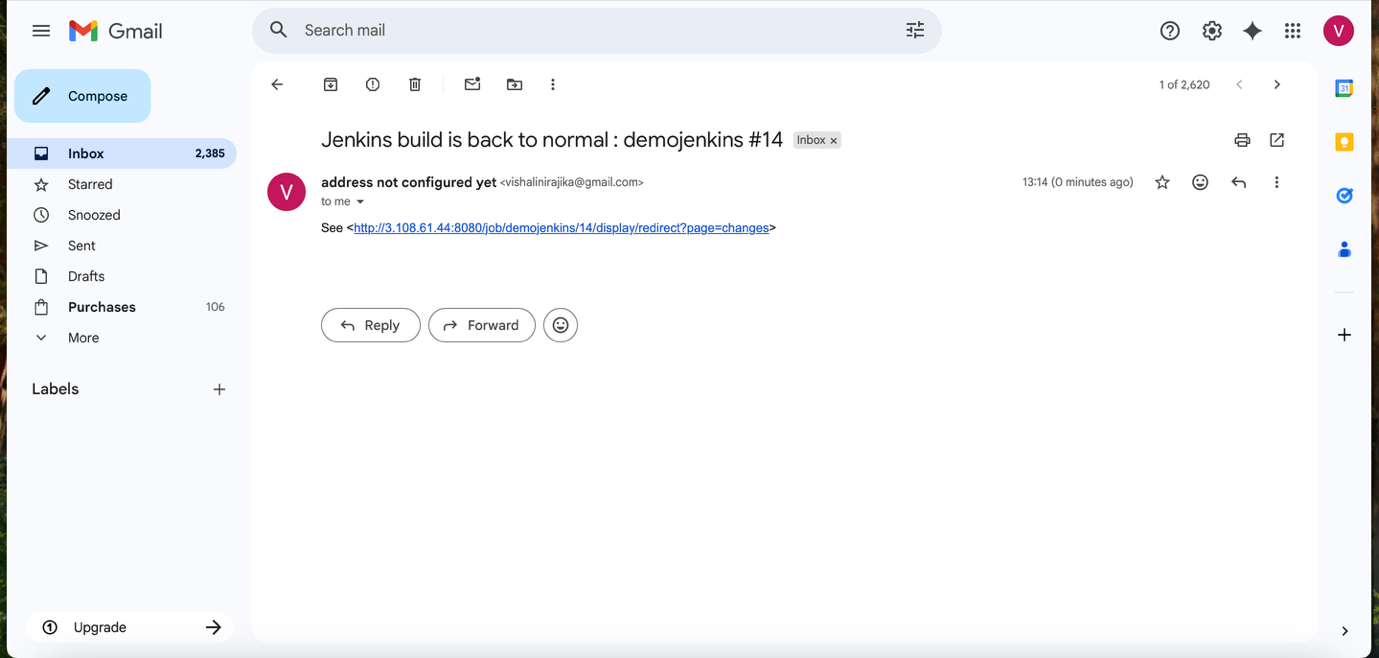 Gmail
Search mail
V
Compose
1 of 2,620
31
Inbox 2,385
Starred
Snoozed
Sent
Drafts
Purchases 106
More
Labels
Jenkins build is back to normal : demojenkins #14 Inbox x
V
address not configured yet <vishalinirajika@gmail.com> 13:14 (0 minutes ago)
to me
See <http://3.108.61.44:8080/job/demojenkins/14/display/redirect?page=changes>
Reply Forward
1 Upgrade